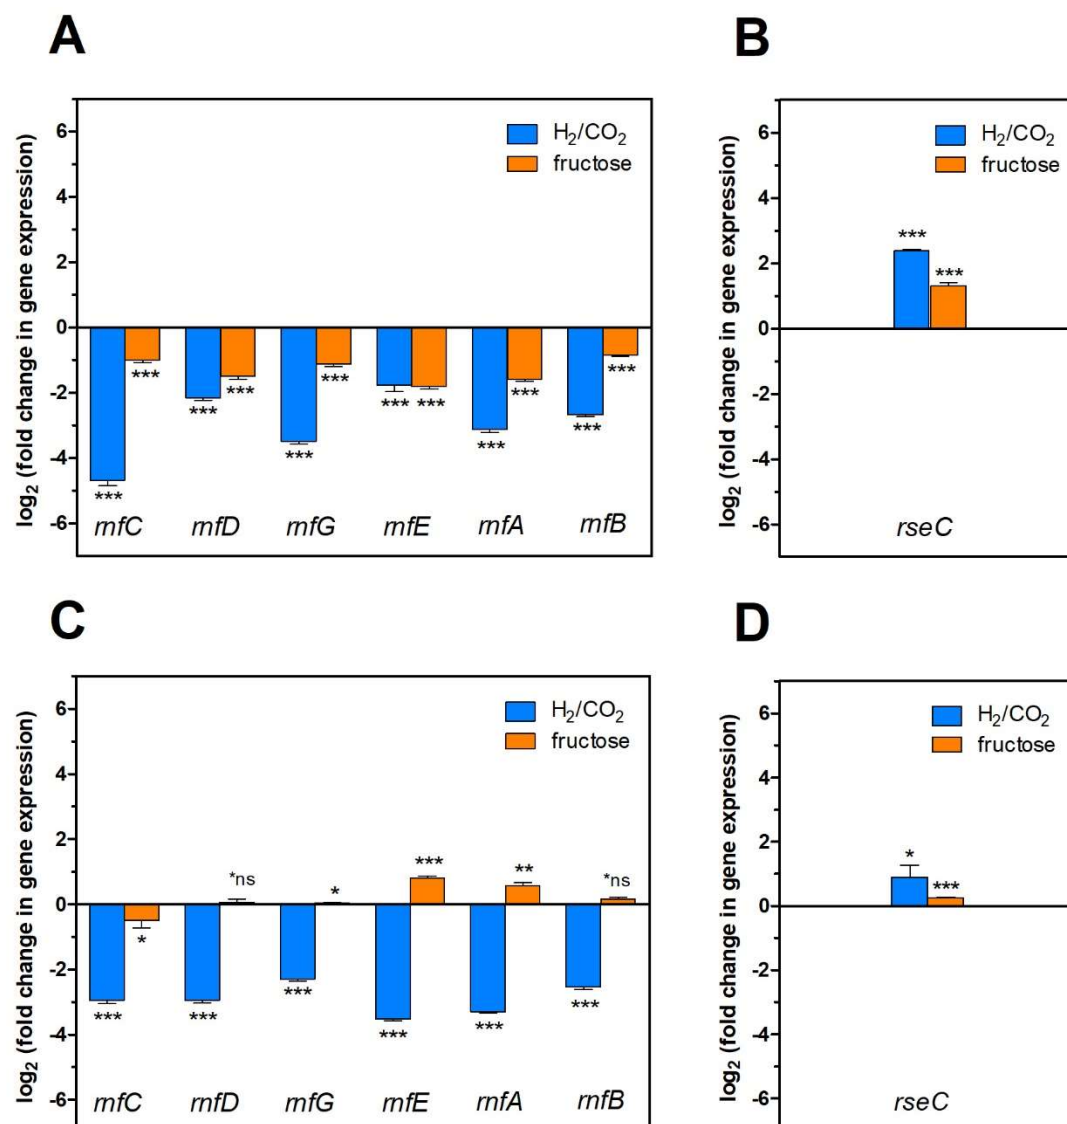 A
log₂ (fold change in gene expression)
6
4
2
0
-2
-4
-6
H₂/CO₂
fructose
***
***
***
***
***
***
***
***
***
***
***
***
rnfC
rnfD
rnfG
rnfE
rnfA
rnfB
B
log₂ (fold change in gene expression)
6
4
2
0
-2
-4
-6
H₂/CO₂
fructose
***
***
rseC
C
log₂ (fold change in gene expression)
6
4
2
0
-2
-4
-6
H₂/CO₂
fructose
***
*
***
*ns
***
*
***
***
***
**
***
*ns
rnfC
rnfD
rnfG
rnfE
rnfA
rnfB
D
log₂ (fold change in gene expression)
6
4
2
0
-2
-4
-6
H₂/CO₂
fructose
*
***
rseC